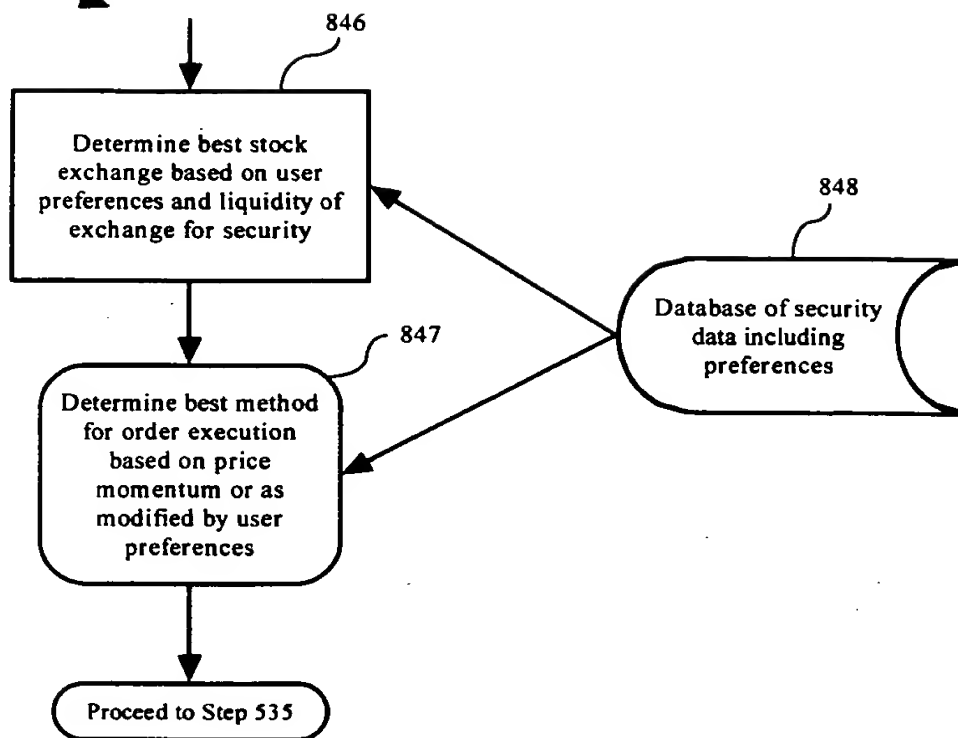 846
Determine best stock
exchange based on user
preferences and liquidity of
exchange for security
848
Database of security
data including
preferences
847
Determine best method
for order execution
based on price
momentum or as
modified by user
preferences
Proceed to Step 535